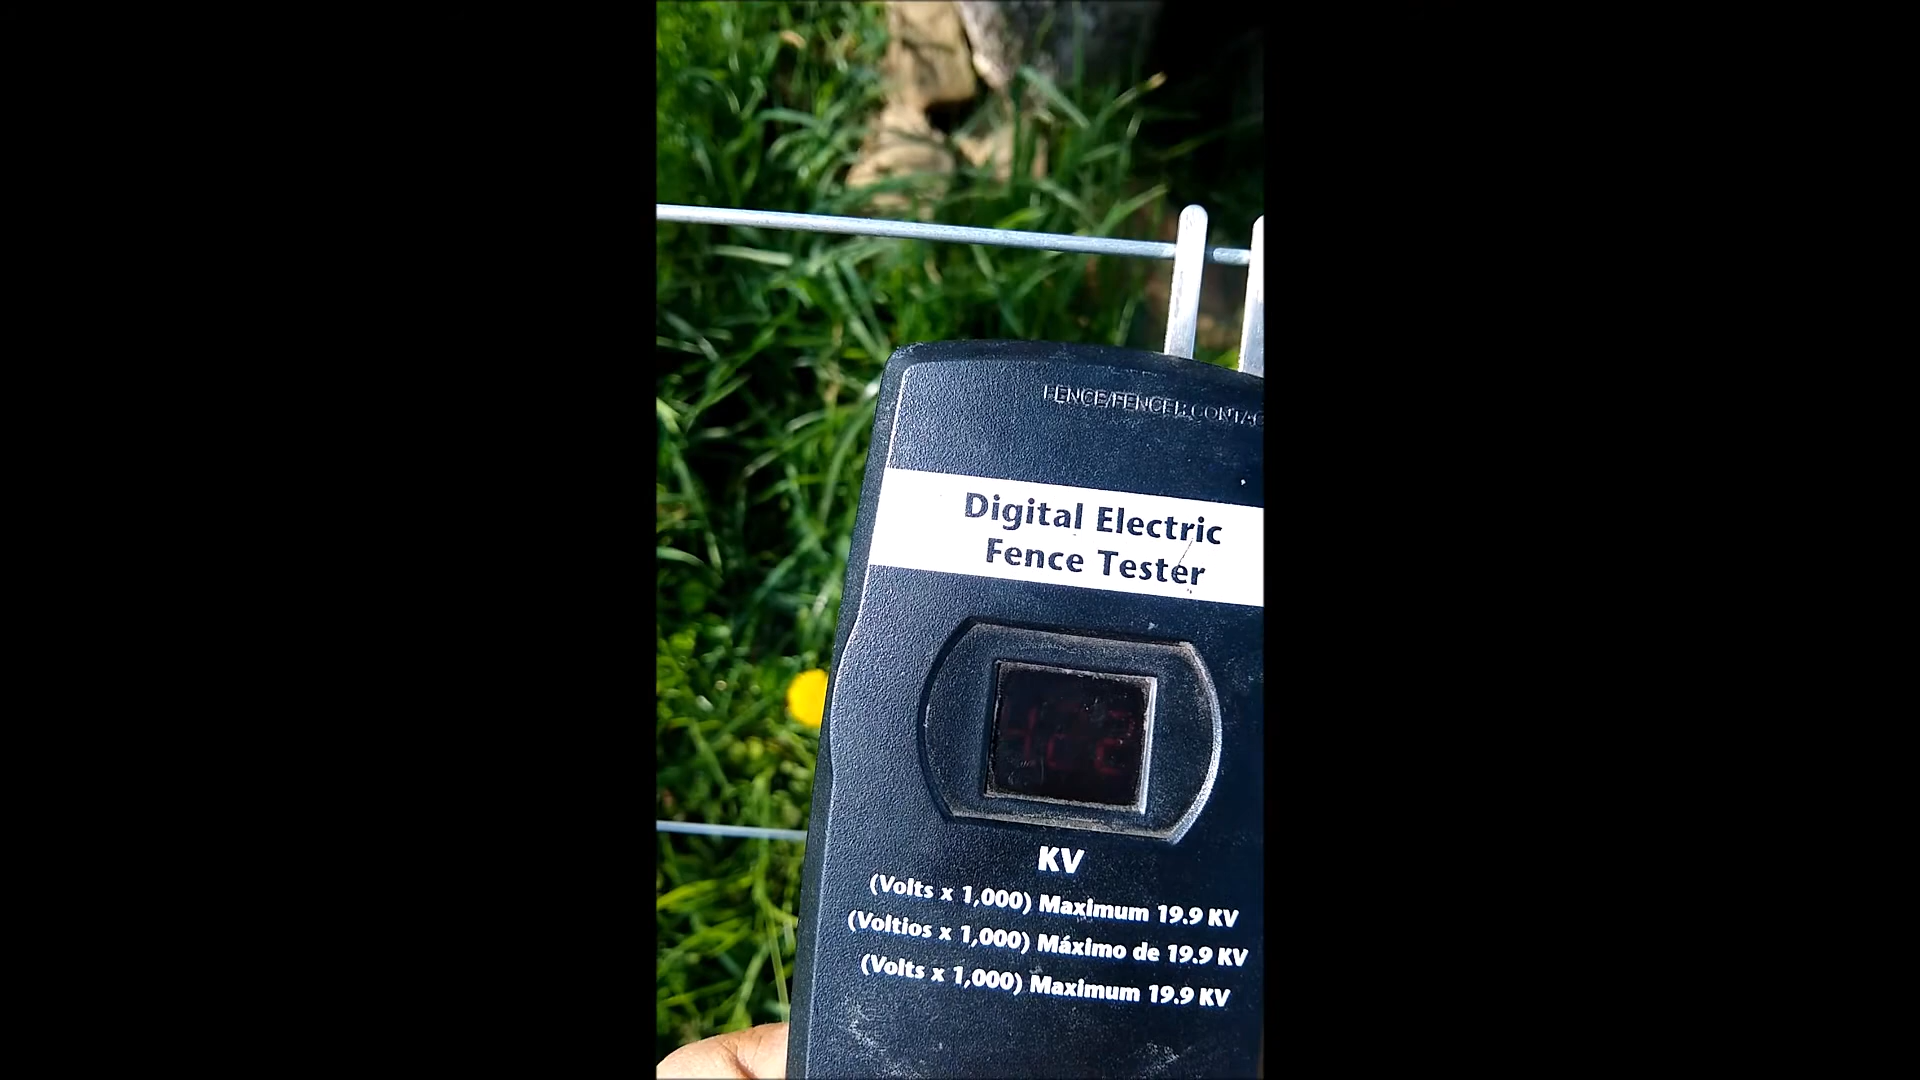 FENCE/FENCER CONTAC
Digital Electric
Fence Tester
KV
(Volts x 1,000) Maximum 19.9 KV
(Voltios x 1,000) Máximo de 19.9 KV
(Volts x 1,000) Maximum 19.9 KV